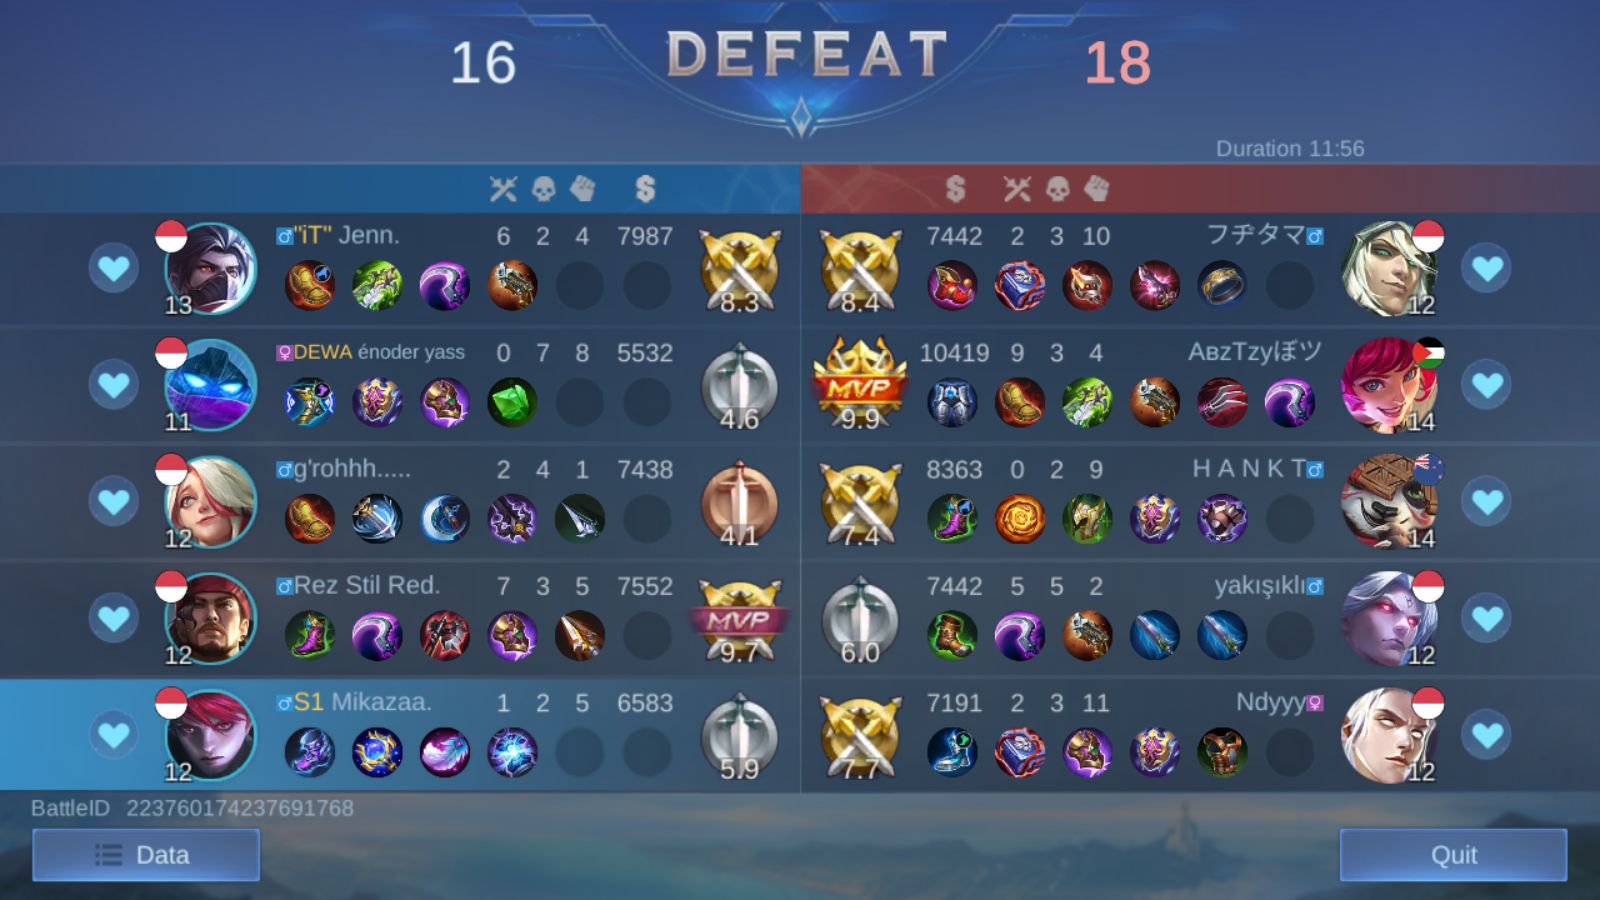 16 DEFEAT 18
Duration 11:56
"iT" Jenn. 6 2 4 7987
13 8.3
7442 2 3 10 フヂタマ
8.4 12
DEWA énoder yass 0 7 8 5532
11 4.6
10419 9 3 4 AʙzTzyぼツ
MVP
9.9 14
g'rohhh..... 2 4 1 7438
12 4.1
8363 0 2 9 H A N K T
7.4 14
Rez Stil Red. 7 3 5 7552
MVP
12 9.7
7442 5 5 2 yakışıklı
6.0 12
S1 Mikazaa. 1 2 5 6583
12 5.9
7191 2 3 11 Ndyyy
7.7 12
BattleID 223760174237691768
Data
Quit